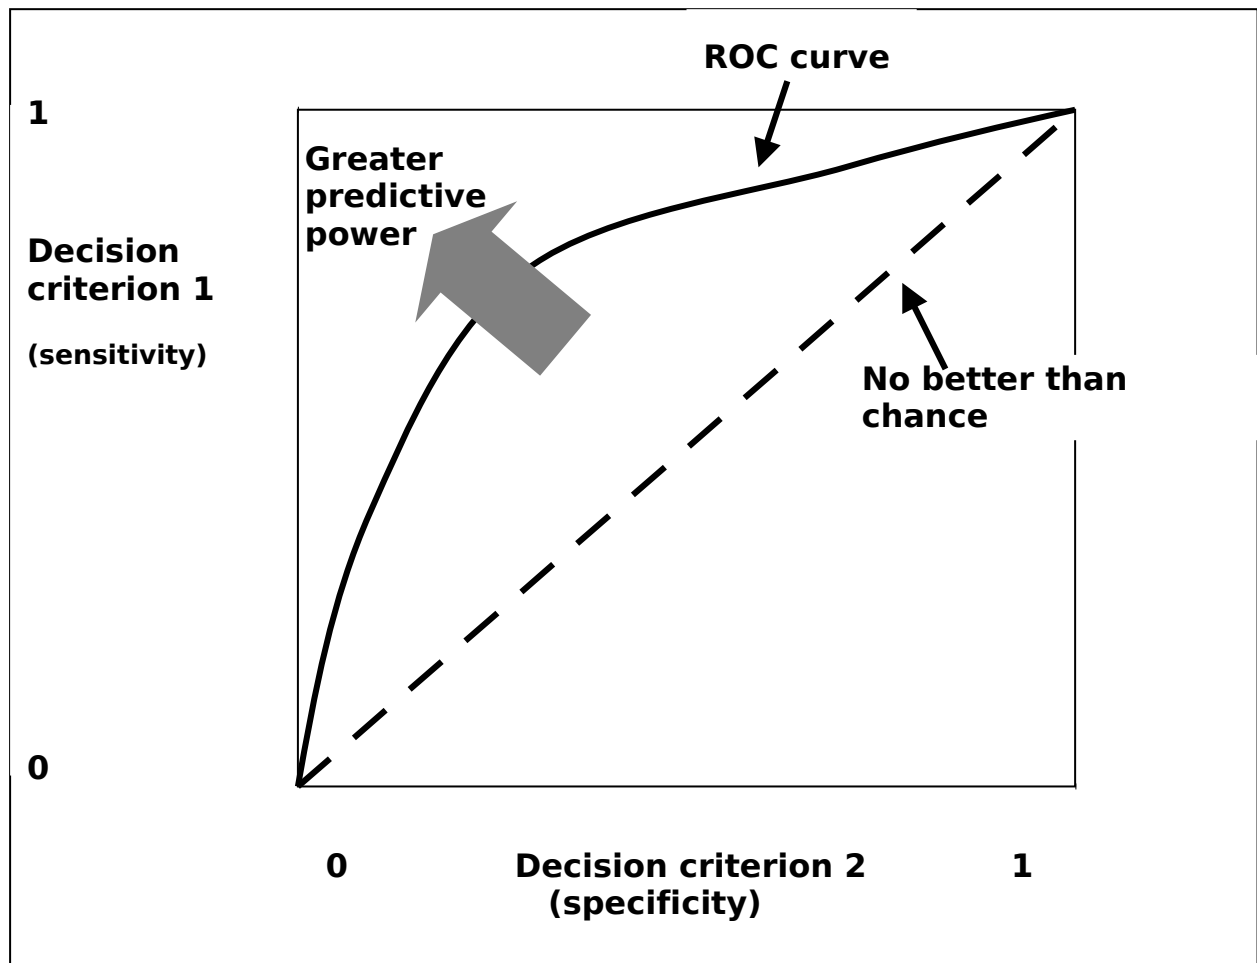 ROC curve
1
Greater
predictive
power
Decision
criterion 1
(sensitivity)
No better than
chance
0
0 Decision criterion 2 1
(specificity)